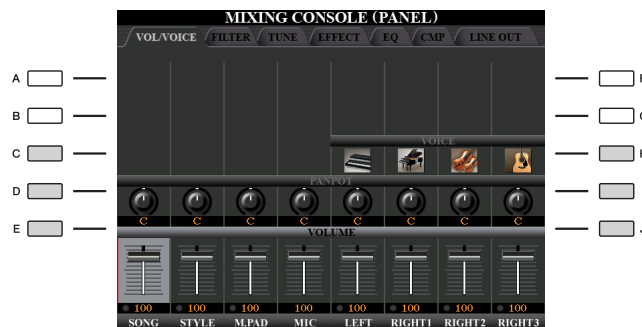 MIXING CONSOLE (PANEL)
VOL/VOICE FILTER TUNE EFFECT EQ CMP LINE OUT
A
B
C
VOICE
D
PANPOT
C C C C C C C C
E
J
VOLUME
100 100 100 100 100 100 100 100
SONG STYLE M.PAD MIC LEFT RIGHT1 RIGHT2 RIGHT3